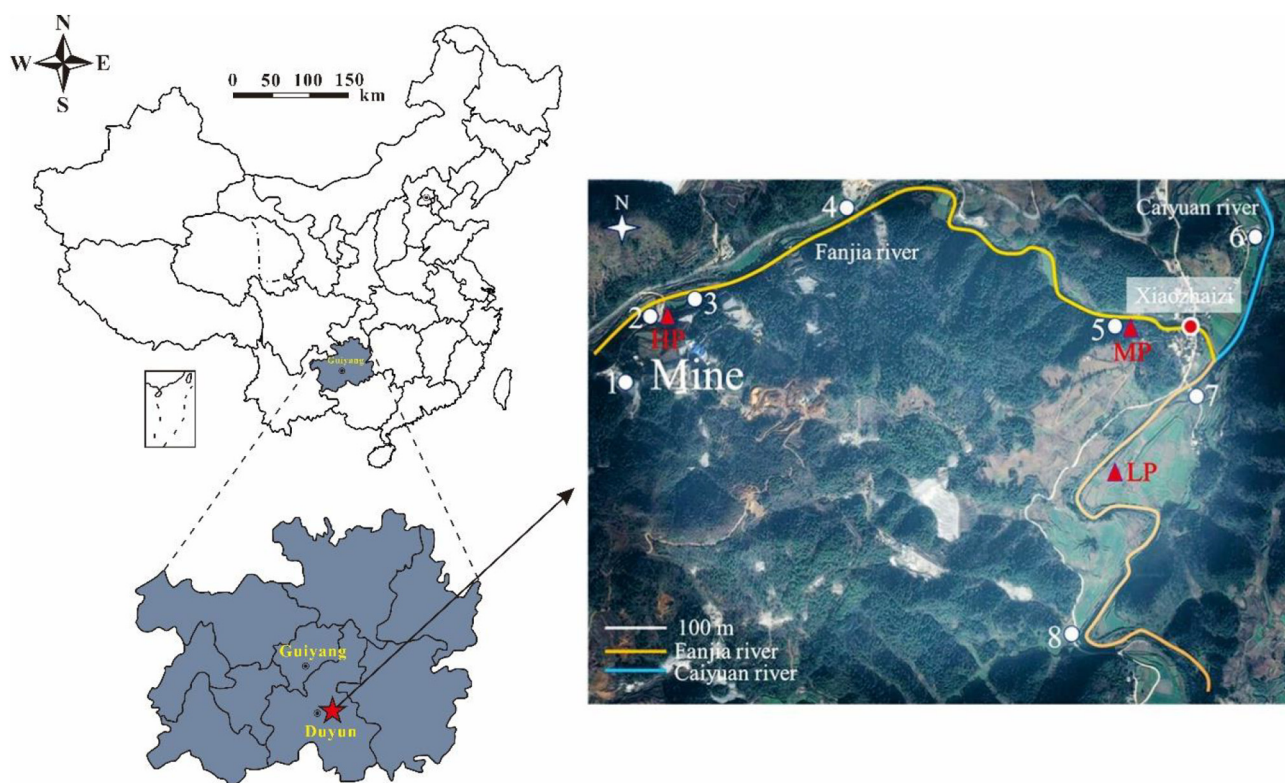 N
W E
S
0 50 100 150
km
Guiyang
Guiyang
Duyun
N
4
Caiyuan river
6
Fanjia river
Xiaozhaizi
3
2
HP
5
MP
1
Mine
7
LP
8
100 m
Fanjia river
Caiyuan river